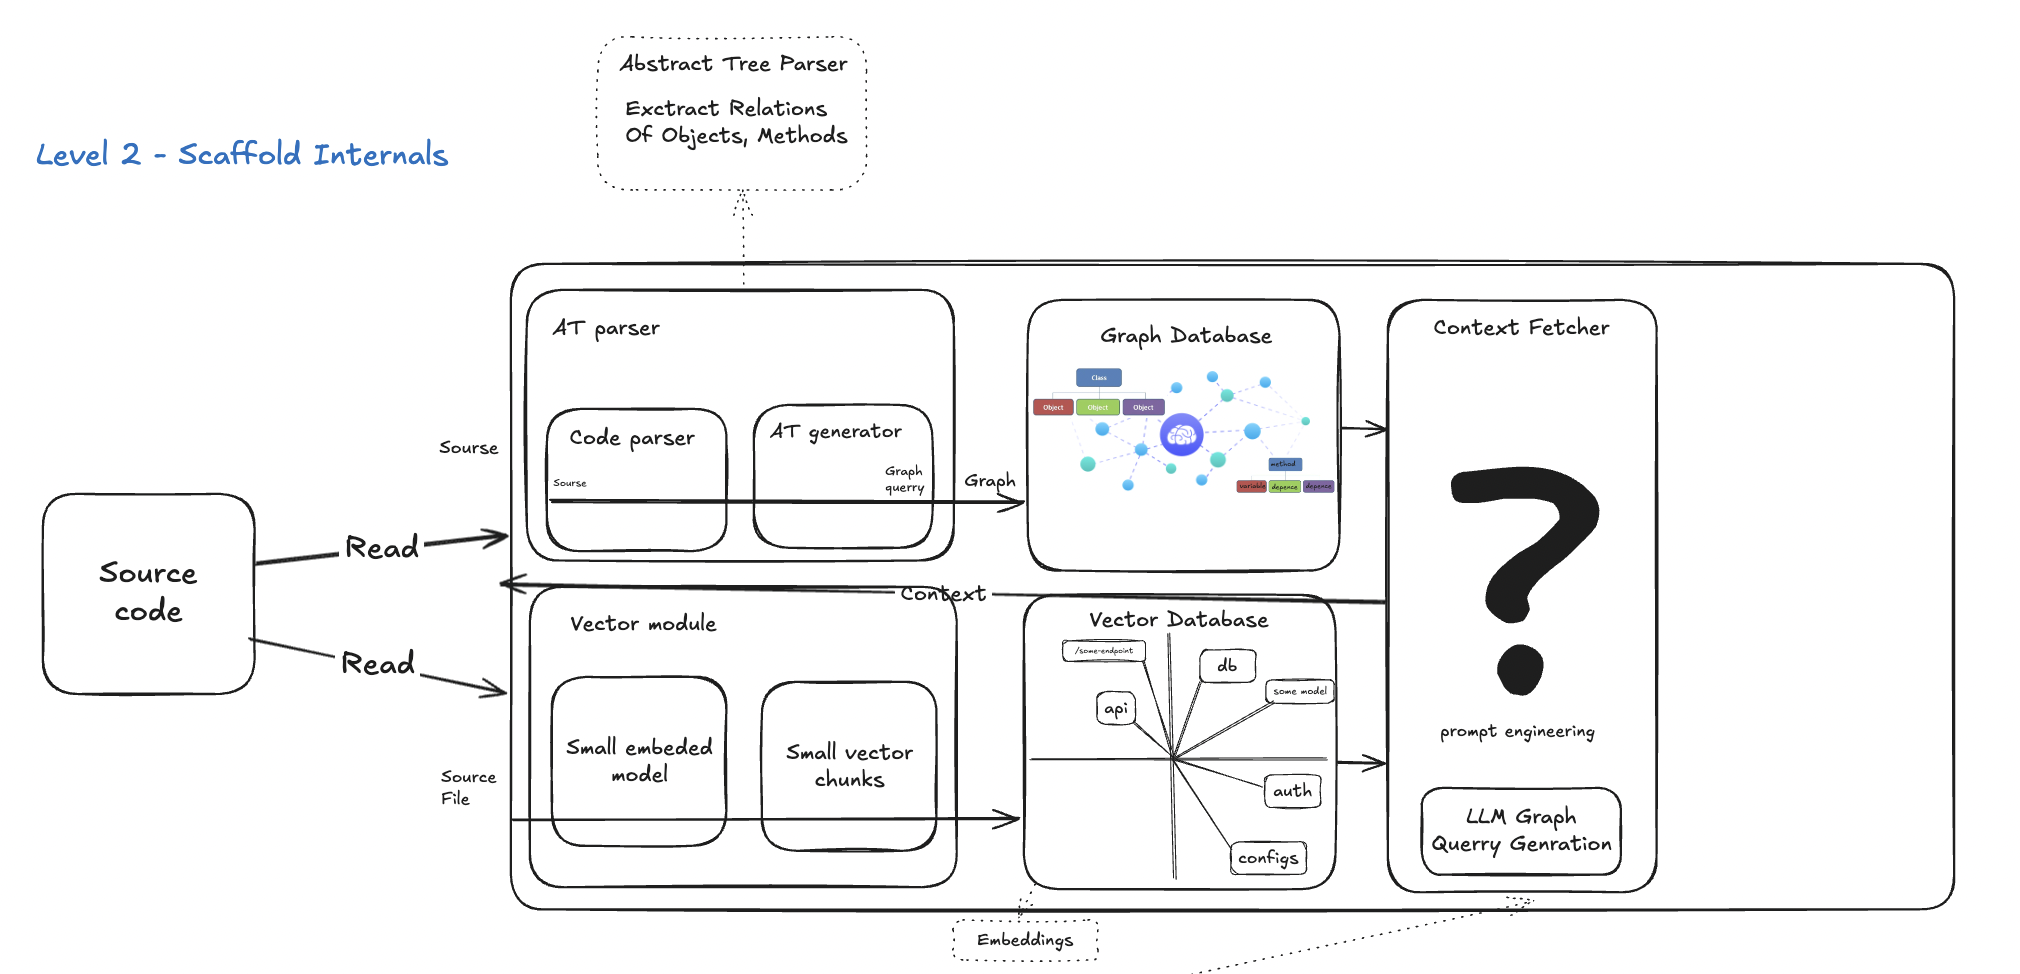 Abstract Tree Parser
Exctract Relations
Of Objects, Methods
Level 2 - Scaffold Internals
AT parser
Code parser
AT generator
Sourse
Sourse
Graph
querry
Graph
Graph Database
Class
Object
Object
Object
method
variable
depence
depence
Context Fetcher
?
prompt engineering
LLM Graph
Querry Genration
Source
code
Read
Read
Context
Vector module
Small embeded
model
Small vector
chunks
Source
File
Vector Database
/some-endpoint
db
some model
api
auth
configs
Embeddings